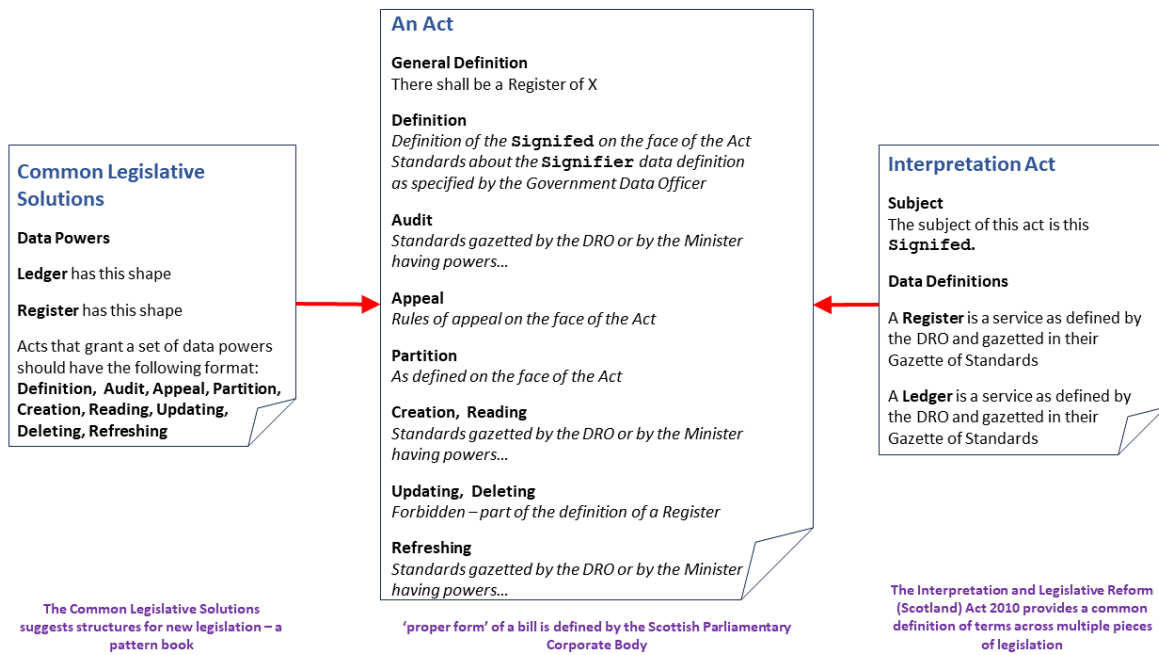 An Act
General Definition
There shall be a Register of X
Definition
Definition of the Signifed on the face of the Act
Standards about the Signifier data definition
as specified by the Government Data Officer
Audit
Standards gazetted by the DRO or by the Minister
having powers…
Appeal
Rules of appeal on the face of the Act
Partition
As defined on the face of the Act
Creation, Reading
Standards gazetted by the DRO or by the Minister
having powers…
Updating, Deleting
Forbidden – part of the definition of a Register
Refreshing
Standards gazetted by the DRO or by the Minister
having powers…
Common Legislative
Solutions
Data Powers
Ledger has this shape
Register has this shape
Acts that grant a set of data powers
should have the following format:
Definition, Audit, Appeal, Partition,
Creation, Reading, Updating,
Deleting, Refreshing
Interpretation Act
Subject
The subject of this act is this
Signifed.
Data Definitions
A Register is a service as defined by
the DRO and gazetted in their
Gazette of Standards
A Ledger is a service as defined by
the DRO and gazetted in their
Gazette of Standards
The Common Legislative Solutions
suggests structures for new legislation – a
pattern book
‘proper form’ of a bill is defined by the Scottish Parliamentary
Corporate Body
The Interpretation and Legislative Reform
(Scotland) Act 2010 provides a common
definition of terms across multiple pieces
of legislation